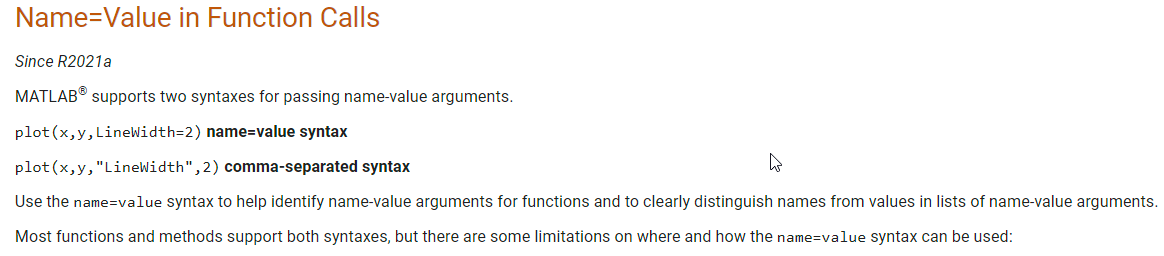 Name=Value in Function Calls
Since R2021a
MATLAB® supports two syntaxes for passing name-value arguments.
plot(x,y,LineWidth=2) name=value syntax
plot(x,y,"LineWidth",2) comma-separated syntax
Use the name=value syntax to help identify name-value arguments for functions and to clearly distinguish names from values in lists of name-value arguments.
Most functions and methods support both syntaxes, but there are some limitations on where and how the name=value syntax can be used: